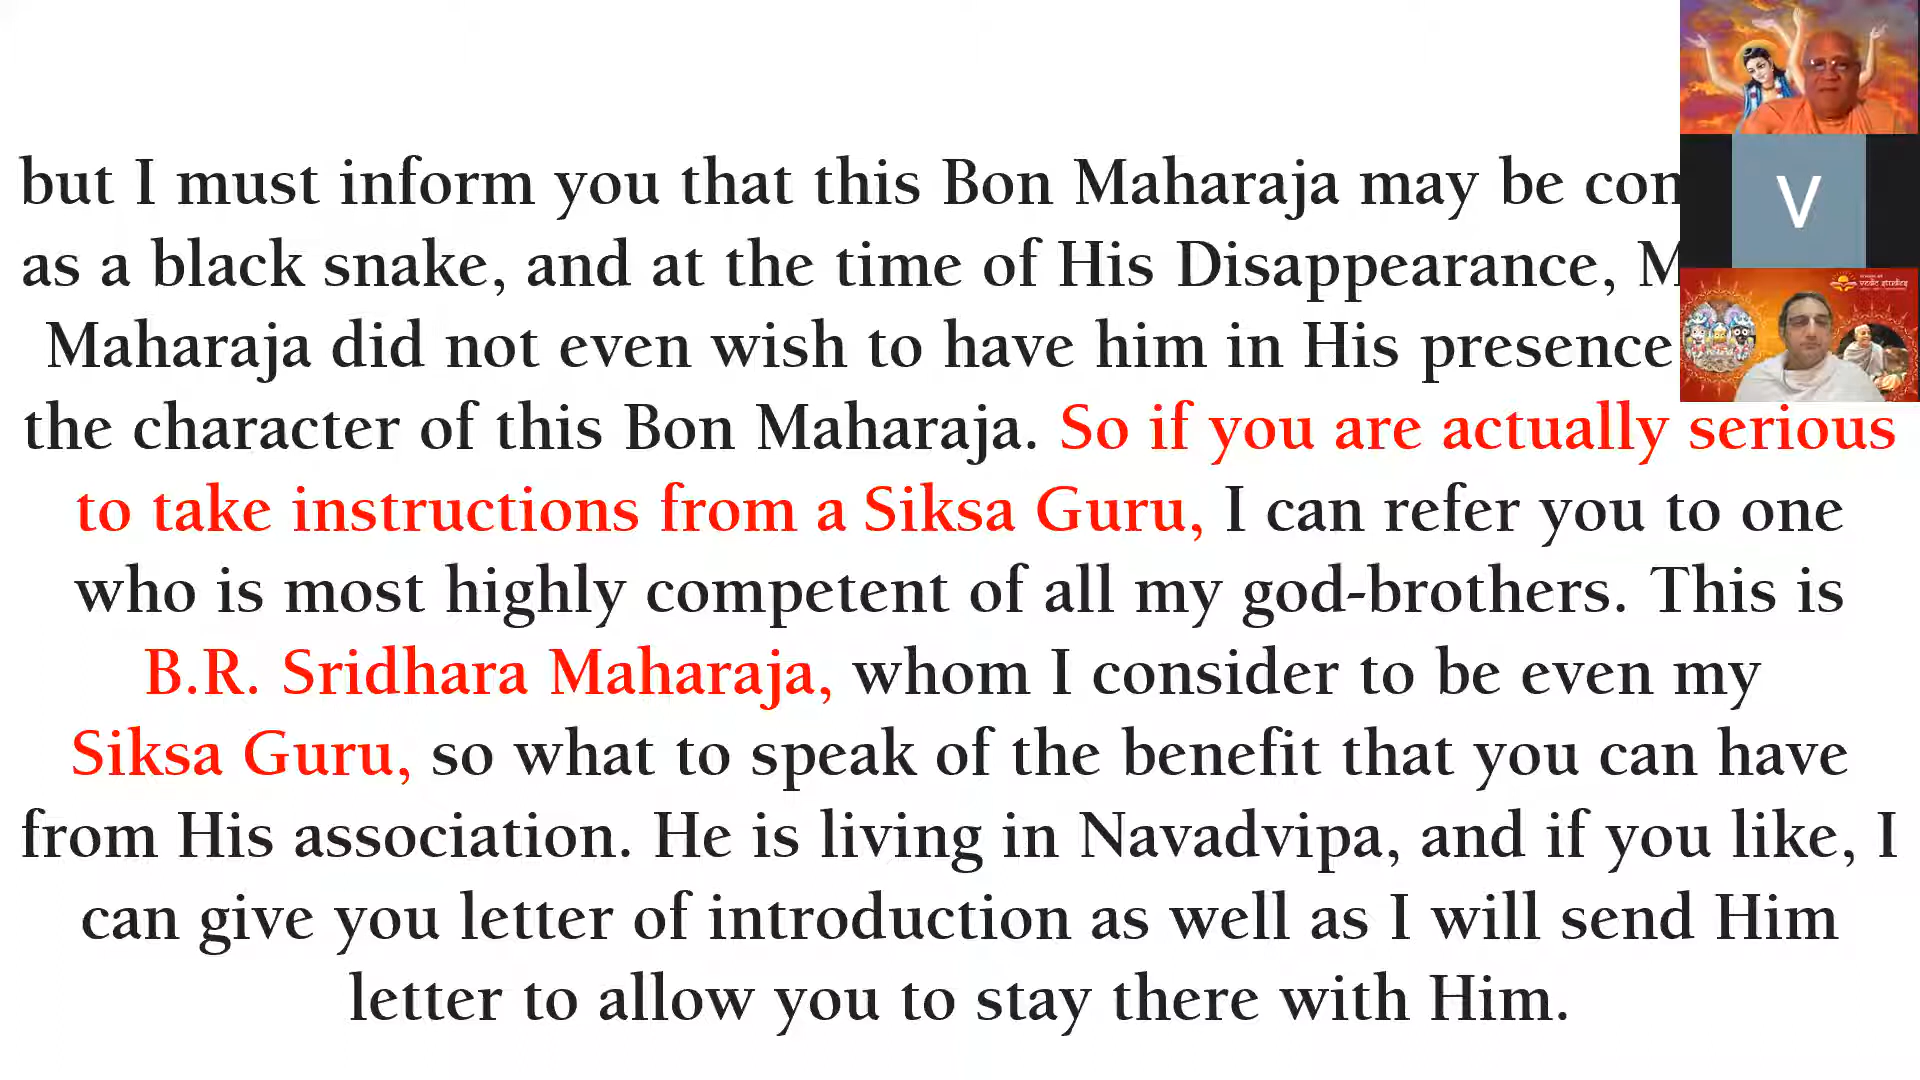 but I must inform you that this Bon Maharaja may be
as a black snake, and at the time of His Disappearance,
Maharaja did not even wish to have him in His presence
the character of this Bon Maharaja. So if you are actually serious
to take instructions from a Siksa Guru, I can refer you to one
who is most highly competent of all my god-brothers. This is
B.R. Sridhara Maharaja, whom I consider to be even my
Siksa Guru, so what to speak of the benefit that you can have
from His association. He is living in Navadvipa, and if you like, I
can give you letter of introduction as well as I will send Him
letter to allow you to stay there with Him.
V
vedic studies